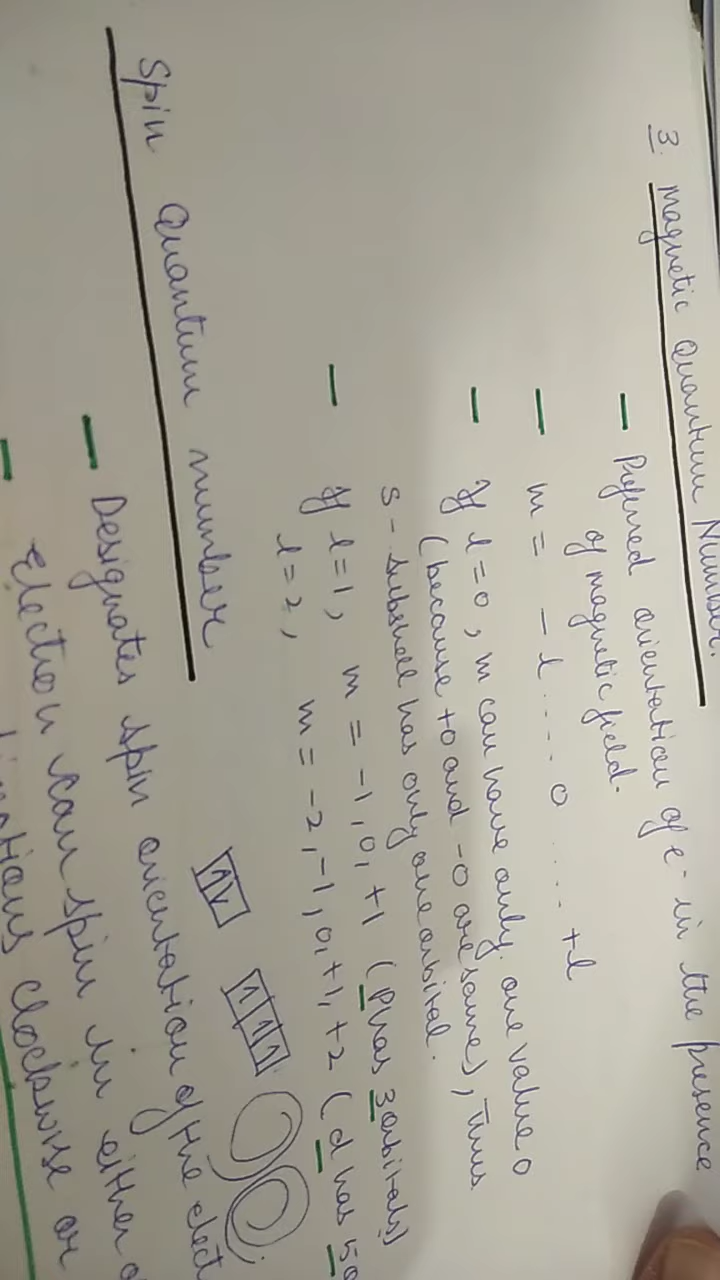 3. Magnetic Quantum Number.
– Preferred orientation of e- in the presence
of magnetic field.
– m = -l ..... 0 ..... +l
– If l=0, m can have only one value 0
(because +0 and -0 are same), Thus
s-subshell has only one orbital.
– If l=1, m = -1, 0, +1 (P has 3 orbitals)
l=2, m = -2, -1, 0, +1, +2 (d has 5 o
Spin Quantum number
– Designates spin orientation of the elect
– Electron can spin in either d
clockwise or